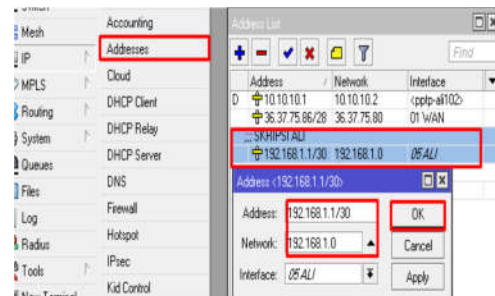 Mesh
IP
MPLS
Routing
System
Queues
Files
Log
Radius
Tools
New Terminal
Accounting
Addresses
Cloud
DHCP Client
DHCP Relay
DHCP Server
DNS
Firewall
Hotspot
IPsec
Kid Control
Address List
Find
Address / Network Interface
D 10.10.10.1 10.10.10.2 <pptp-ali102>
36.37.75.86/28 36.37.75.80 01 WAN
::: SKRIPSI ALI
192.168.1.1/30 192.168.1.0 05 ALI
Address <192.168.1.1/30>
Address: 192.168.1.1/30 OK
Network: 192.168.1.0 Cancel
Interface: 05 ALI Apply